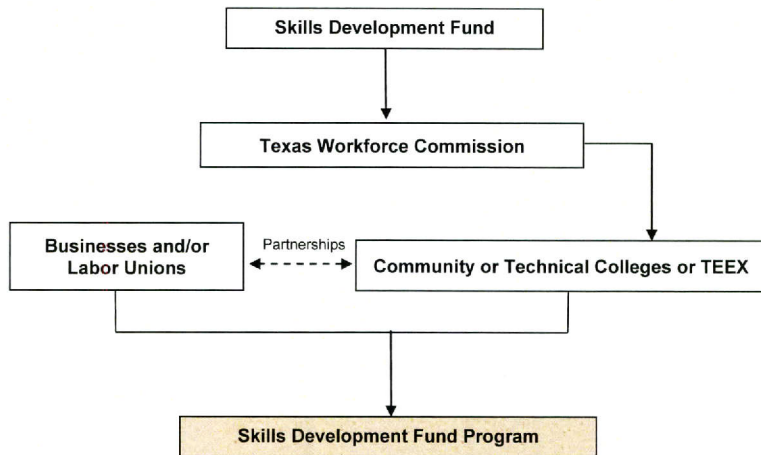 Skills Development Fund
Texas Workforce Commission
Businesses and/or
Labor Unions
Partnerships
Community or Technical Colleges or TEEX
Skills Development Fund Program